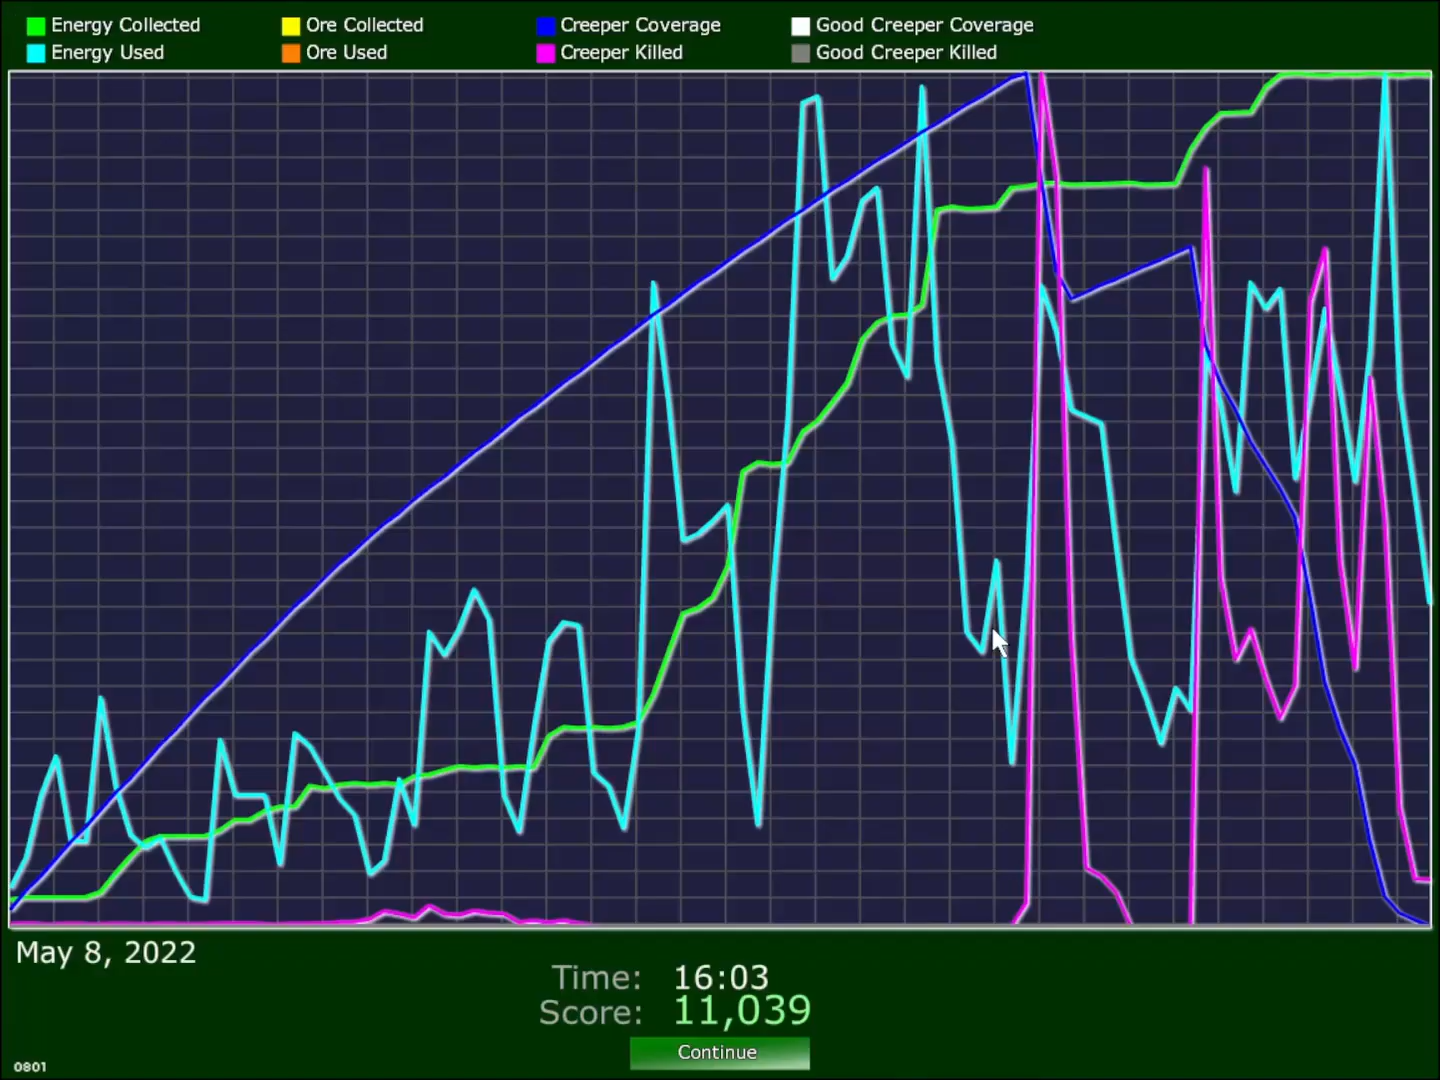 Energy Collected Ore Collected Creeper Coverage Good Creeper Coverage
Energy Used Ore Used Creeper Killed Good Creeper Killed
May 8, 2022
Time: 16:03
Score: 11,039
Continue
0801